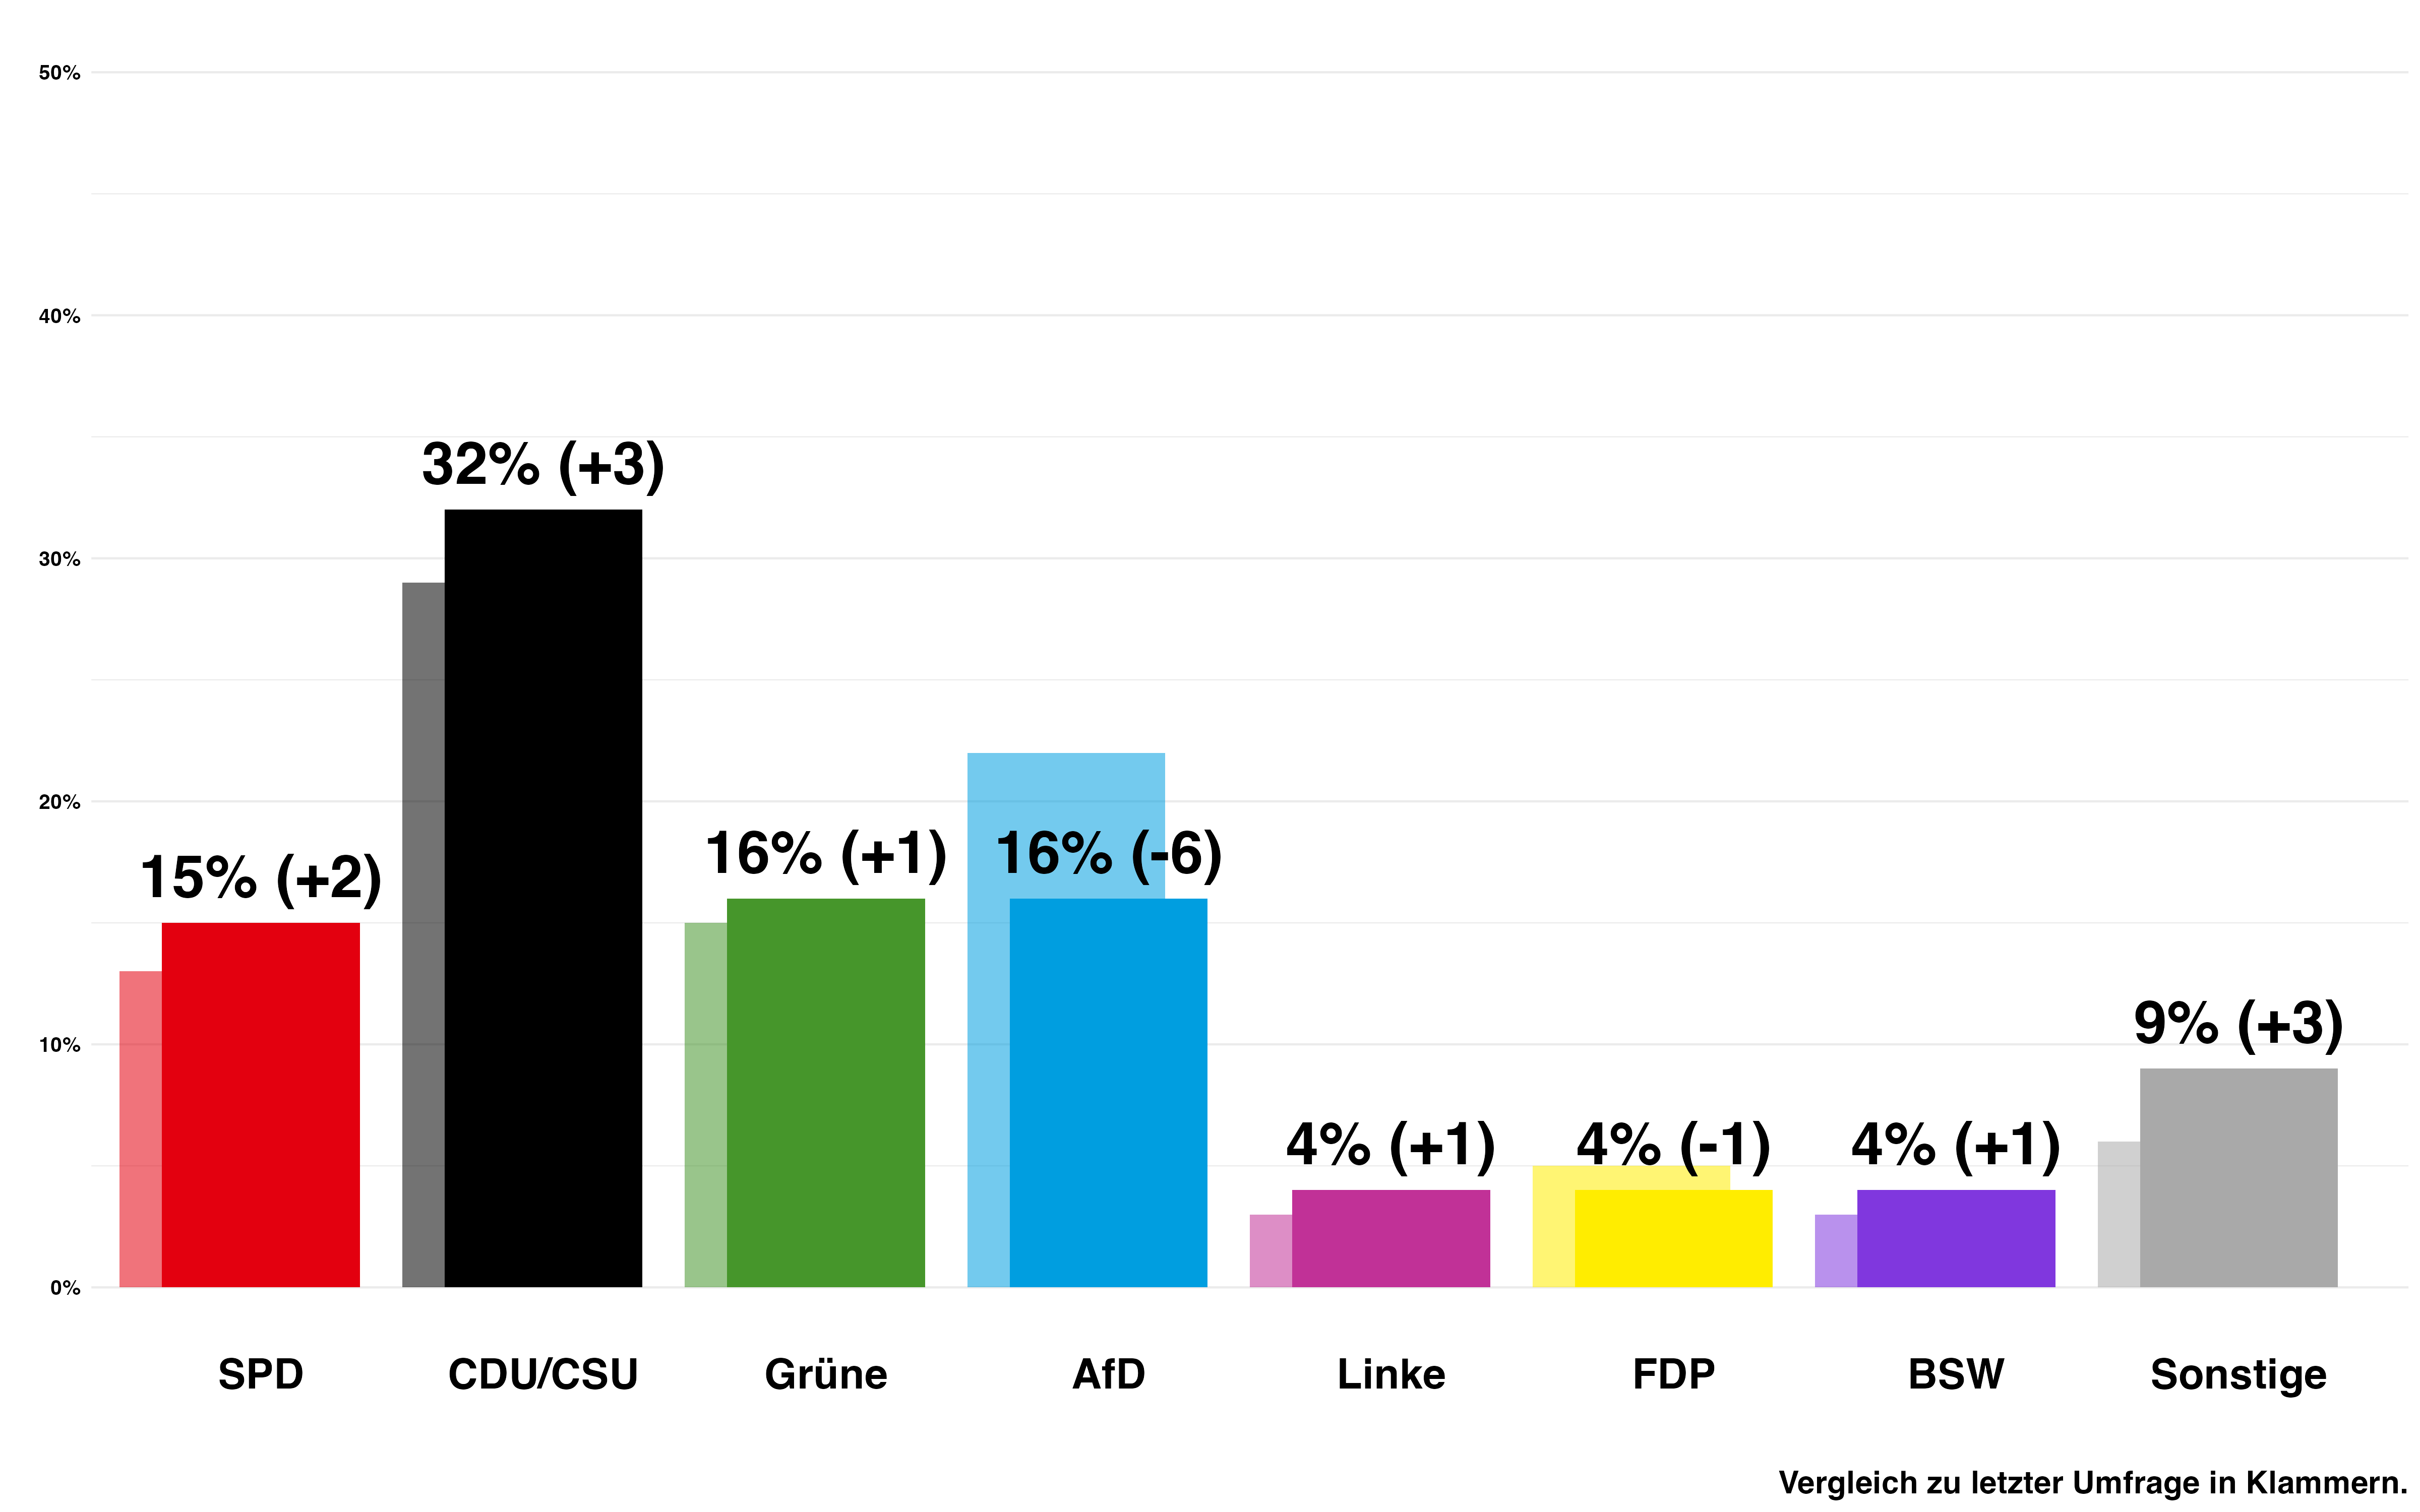 50%
40%
30%
20%
10%
0%
15% (+2)
32% (+3)
16% (+1)
16% (-6)
4% (+1)
4% (-1)
4% (+1)
9% (+3)
SPD
CDU/CSU
Grüne
AfD
Linke
FDP
BSW
Sonstige
Vergleich zu letzter Umfrage in Klammern.